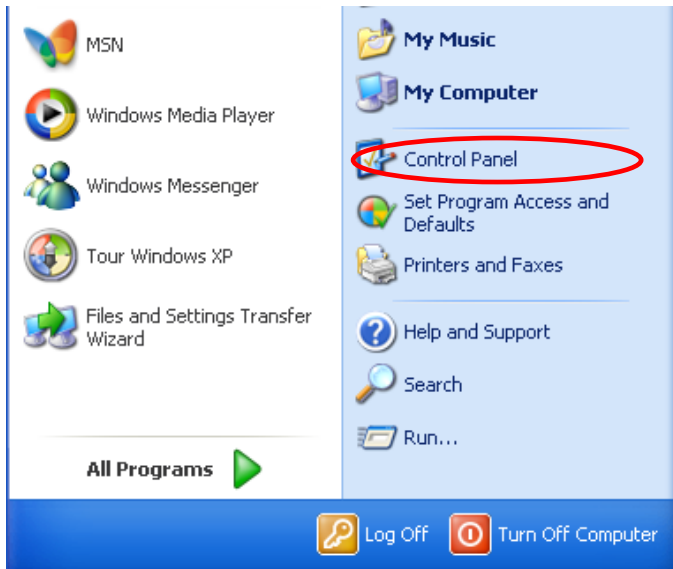 MSN
Windows Media Player
Windows Messenger
Tour Windows XP
Files and Settings Transfer
Wizard
All Programs
My Music
My Computer
Control Panel
Set Program Access and
Defaults
Printers and Faxes
Help and Support
Search
Run...
Log Off
Turn Off Computer